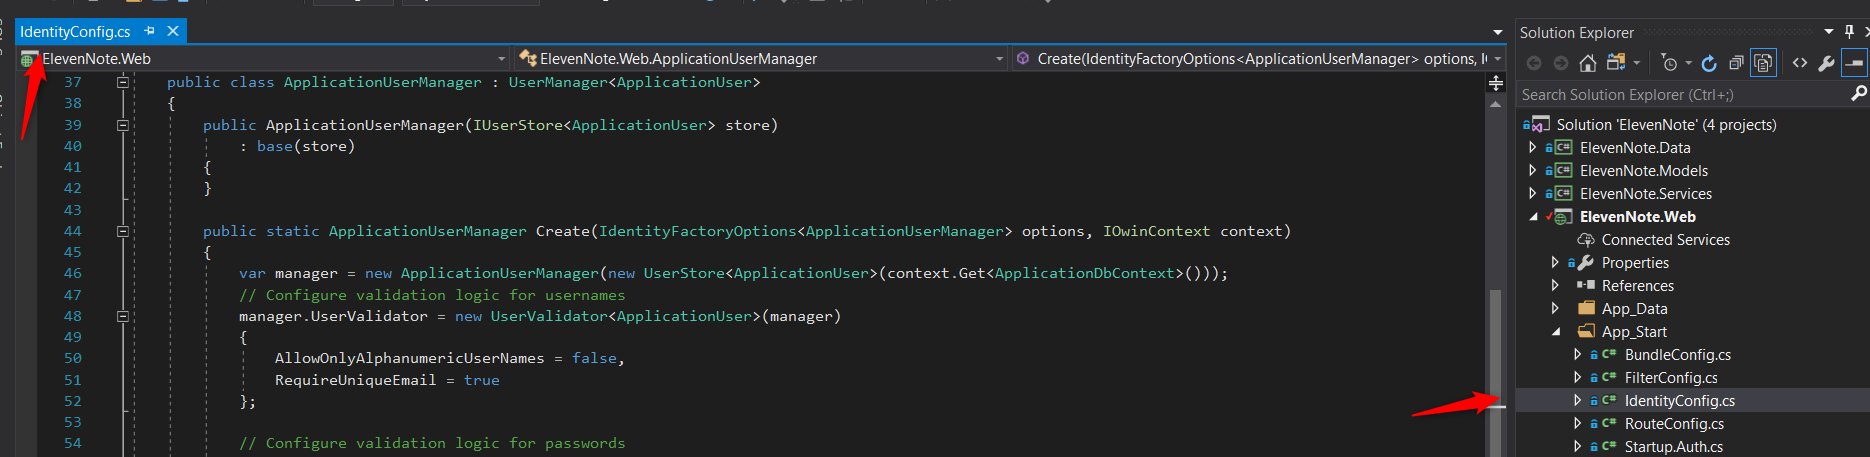 IdentityConfig.cs
ElevenNote.Web
ElevenNote.Web.ApplicationUserManager
Create(IdentityFactoryOptions<ApplicationUserManager> options, I
37 public class ApplicationUserManager : UserManager<ApplicationUser>
38 {
39 public ApplicationUserManager(IUserStore<ApplicationUser> store)
40 : base(store)
41 {
42 }
43
44 public static ApplicationUserManager Create(IdentityFactoryOptions<ApplicationUserManager> options, IOwinContext context)
45 {
46 var manager = new ApplicationUserManager(new UserStore<ApplicationUser>(context.Get<ApplicationDbContext>()));
47 // Configure validation logic for usernames
48 manager.UserValidator = new UserValidator<ApplicationUser>(manager)
49 {
50 AllowOnlyAlphanumericUserNames = false,
51 RequireUniqueEmail = true
52 };
53
54 // Configure validation logic for passwords
Solution Explorer
Search Solution Explorer (Ctrl+;)
Solution 'ElevenNote' (4 projects)
C# ElevenNote.Data
C# ElevenNote.Models
C# ElevenNote.Services
ElevenNote.Web
Connected Services
Properties
References
App_Data
App_Start
C# BundleConfig.cs
C# FilterConfig.cs
C# IdentityConfig.cs
C# RouteConfig.cs
C# Startup.Auth.cs